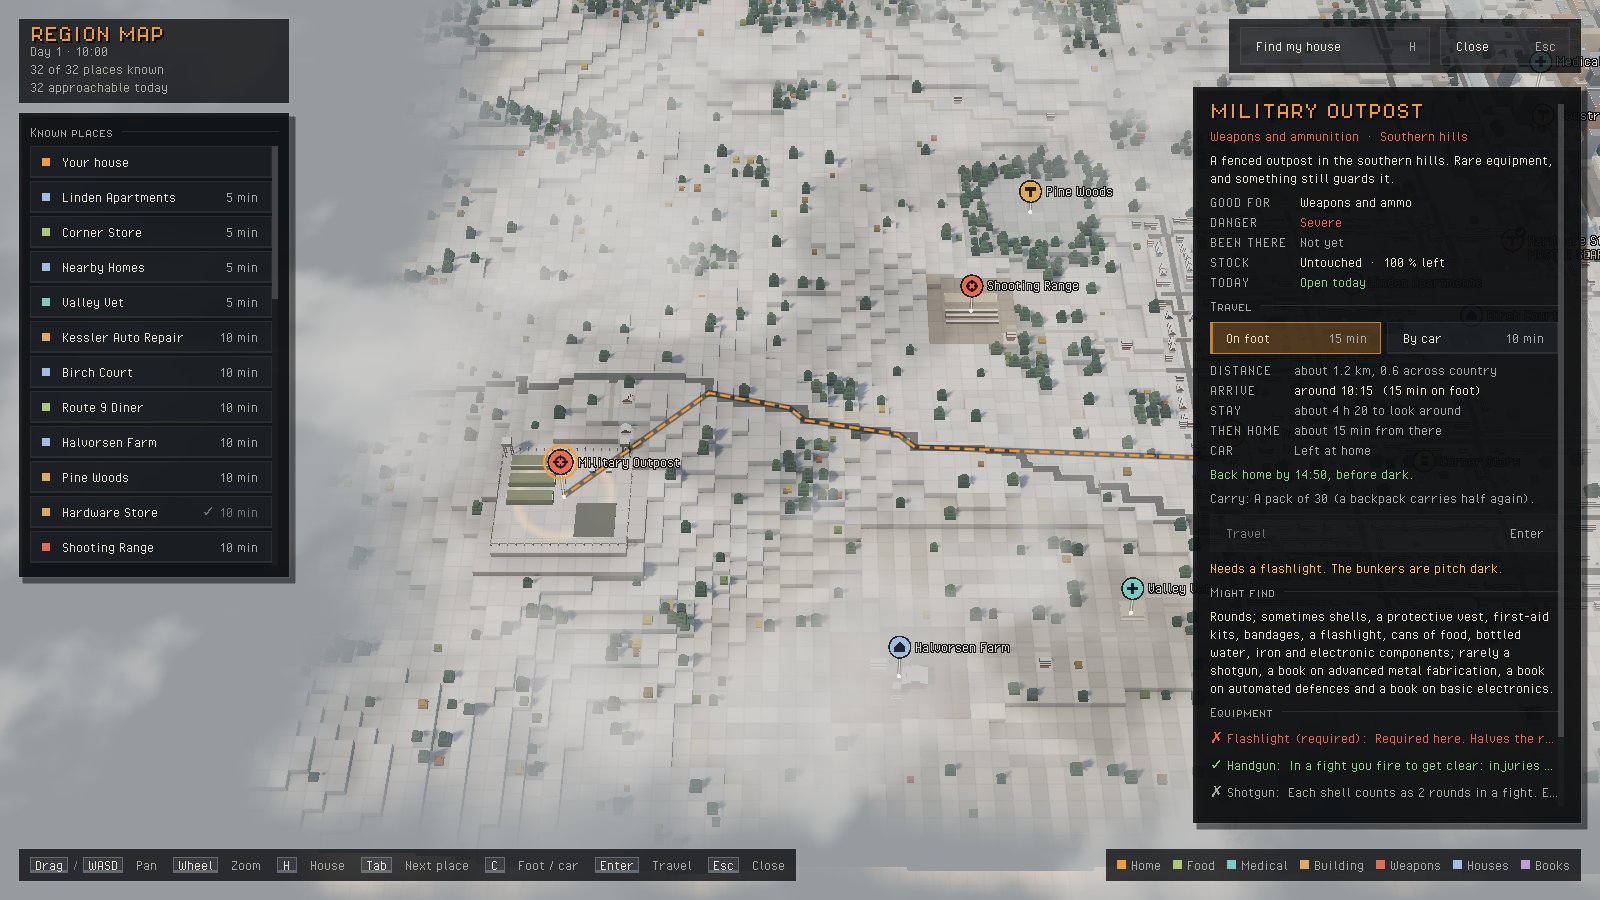 REGION MAP
Day 1 · 10:00
32 of 32 places known
32 approachable today
KNOWN PLACES
Your house
Linden Apartments 5 min
Corner Store 5 min
Nearby Homes 5 min
Valley Vet 5 min
Kessler Auto Repair 10 min
Birch Court 10 min
Route 9 Diner 10 min
Halvorsen Farm 10 min
Pine Woods 10 min
Hardware Store ✓ 10 min
Shooting Range 10 min
Pine Woods
Shooting Range
Military Outpost
Valley
Halvorsen Farm
Find my house H
Close Esc
Medical
MILITARY OUTPOST
Weapons and ammunition · Southern hills
A fenced outpost in the southern hills. Rare equipment,
and something still guards it.
GOOD FOR Weapons and ammo
DANGER Severe
BEEN THERE Not yet
STOCK Untouched · 100 % left
TODAY Open today
TRAVEL
On foot 15 min
By car 10 min
DISTANCE about 1.2 km, 0.6 across country
ARRIVE around 10:15 (15 min on foot)
STAY about 4 h 20 to look around
THEN HOME about 15 min from there
CAR Left at home
Back home by 14:50, before dark.
Carry: A pack of 30 (a backpack carries half again).
Travel Enter
Needs a flashlight. The bunkers are pitch dark.
MIGHT FIND
Rounds; sometimes shells, a protective vest, first-aid
kits, bandages, a flashlight, cans of food, bottled
water, iron and electronic components; rarely a
shotgun, a book on advanced metal fabrication, a book
on automated defences and a book on basic electronics.
EQUIPMENT
✗ Flashlight (required): Required here. Halves the r...
✓ Handgun: In a fight you fire to get clear: injuries ...
✗ Shotgun: Each shell counts as 2 rounds in a fight. E...
Drag / WASD Pan Wheel Zoom H House Tab Next place C Foot / car Enter Travel Esc Close
Home Food Medical Building Weapons Houses Books